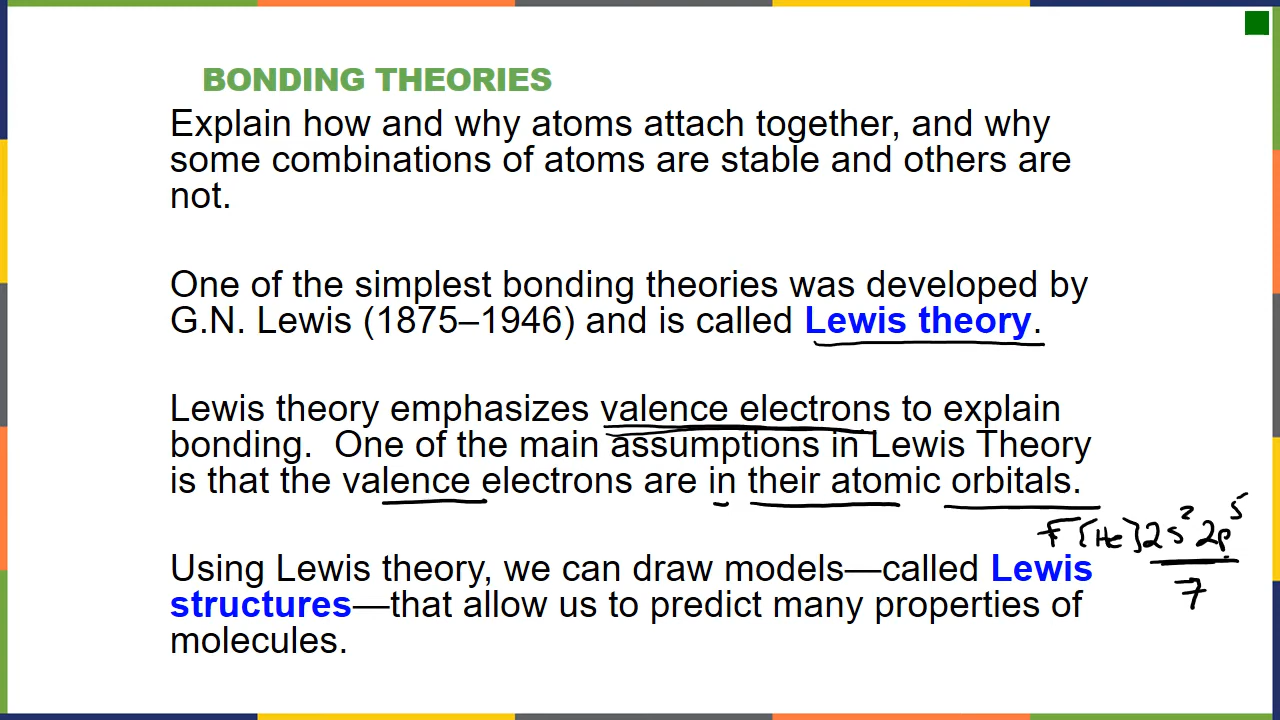 BONDING THEORIES
Explain how and why atoms attach together, and why
some combinations of atoms are stable and others are
not.
One of the simplest bonding theories was developed by
G.N. Lewis (1875–1946) and is called Lewis theory.
Lewis theory emphasizes valence electrons to explain
bonding.  One of the main assumptions in Lewis Theory
is that the valence electrons are in their atomic orbitals.
F [He] 2s² 2p⁵
7
Using Lewis theory, we can draw models—called Lewis
structures—that allow us to predict many properties of
molecules.